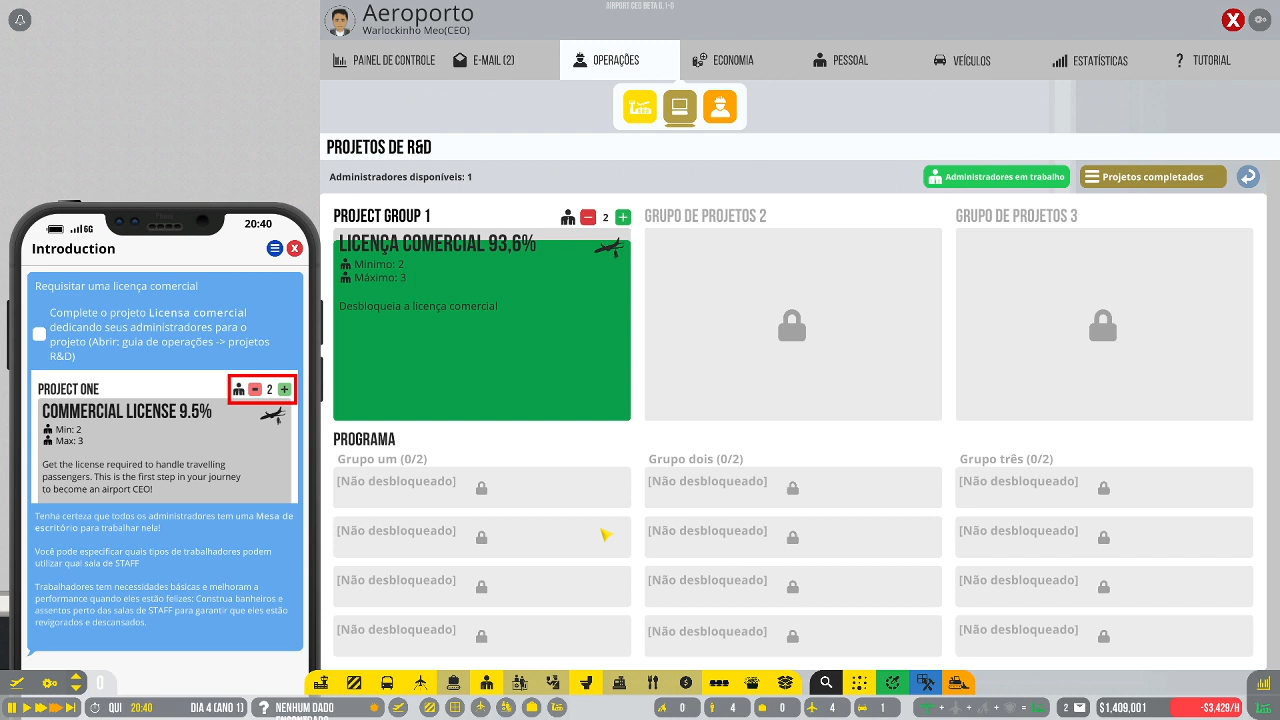 AIRPORT CEO BETA
Aeroporto
Warlockinho Meo(CEO)
PAINEL DE CONTROLE
E-MAIL (2)
OPERAÇÕES
ECONOMIA
PESSOAL
VEÍCULOS
ESTATÍSTICAS
TUTORIAL
PROJETOS DE R&D
Administradores disponíveis: 1
Administradores em trabalho
Projetos completados
PROJECT GROUP 1
2
GRUPO DE PROJETOS 2
GRUPO DE PROJETOS 3
LICENÇA COMERCIAL 93,6%
Minímo: 2
Máximo: 3
Desbloqueía a licença comercial
PROGRAMA
Grupo um (0/2)
Grupo dois (0/2)
Grupo três (0/2)
[Não desbloqueado]
[Não desbloqueado]
[Não desbloqueado]
[Não desbloqueado]
[Não desbloqueado]
[Não desbloqueado]
[Não desbloqueado]
[Não desbloqueado]
[Não desbloqueado]
[Não desbloqueado]
[Não desbloqueado]
[Não desbloqueado]
6G
20:40
Introduction
Requisitar uma licença comercial
Complete o projeto Licensa comercial
dedicando seus administradores para o
projeto (Abrir: guia de operações -> projetos
R&D)
PROJECT ONE
2
COMMERCIAL LICENSE 9.5%
Min: 2
Max: 3
Get the license required to handle travelling
passengers. This is the first step in your journey
to become an airport CEO!
Tenha certeza que todos os administradores tem uma Mesa de
escritório para trabalhar nela!
Você pode especificar quais tipos de trabalhadores podem
utilizar qual sala de STAFF
Trabalhadores tem necessidades básicas e melhoram a
performance quando eles estão felizes: Construa banheiros e
assentos perto das salas de STAFF para garantir que eles estão
revigorados e descansados.
0
QUI 20:40
DIA 4 (ANO 1)
NENHUM DADO
ENCONTRADO
0
4
0
1
2
$1,409,001
-$3,429/H